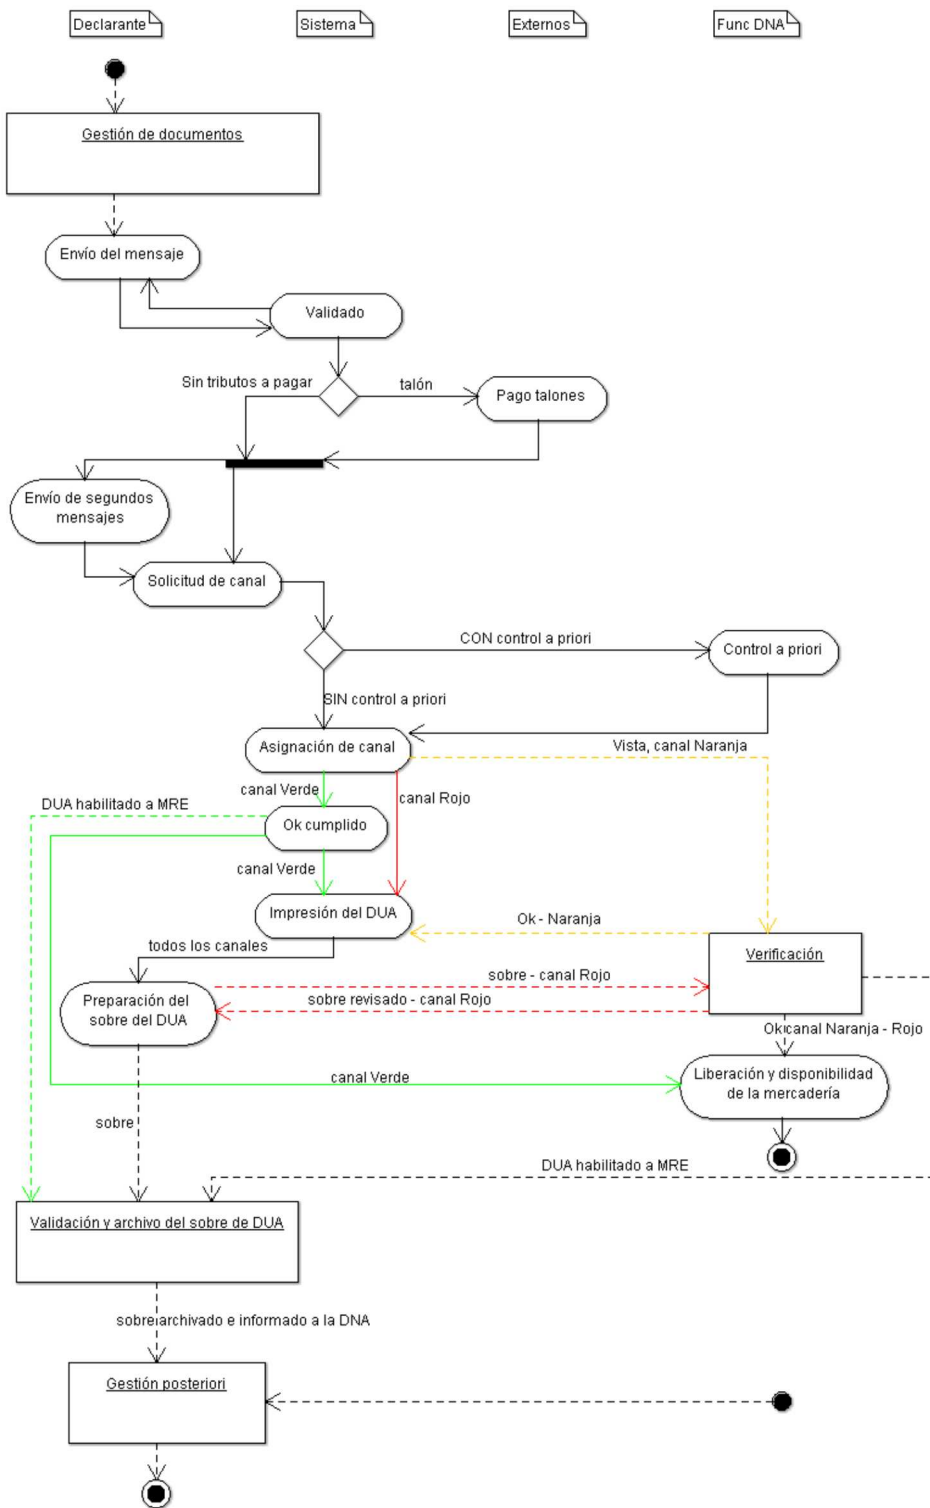 Declarante
Sistema
Externos
Func DNA
Gestión de documentos
Envío del mensaje
Validado
Sin tributos a pagar
talón
Pago talones
Envío de segundos
mensajes
Solicitud de canal
CON control a priori
Control a priori
SIN control a priori
Asignación de canal
Vista, canal Naranja
canal Verde
canal Rojo
DUA habilitado a MRE
Ok cumplido
canal Verde
Impresión del DUA
Ok - Naranja
todos los canales
Verificación
sobre - canal Rojo
Preparación del
sobre del DUA
sobre revisado - canal Rojo
Ok canal Naranja - Rojo
Liberación y disponibilidad
de la mercadería
canal Verde
sobre
DUA habilitado a MRE
Validación y archivo del sobre de DUA
sobre archivado e informado a la DNA
Gestión posteriori